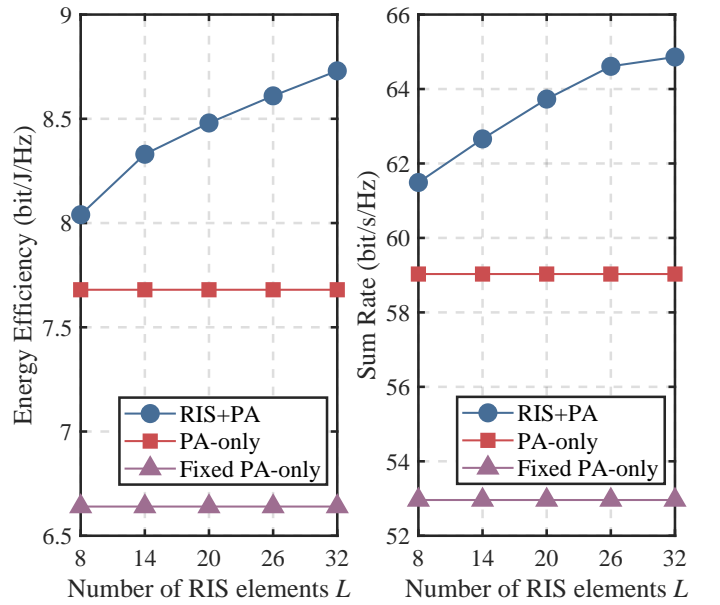 9
8.5
8
7.5
7
6.5
Energy Efficiency (bit/J/Hz)
RIS+PA
PA-only
Fixed PA-only
8 14 20 26 32
Number of RIS elements L
66
64
62
60
58
56
54
52
Sum Rate (bit/s/Hz)
RIS+PA
PA-only
Fixed PA-only
8 14 20 26 32
Number of RIS elements L